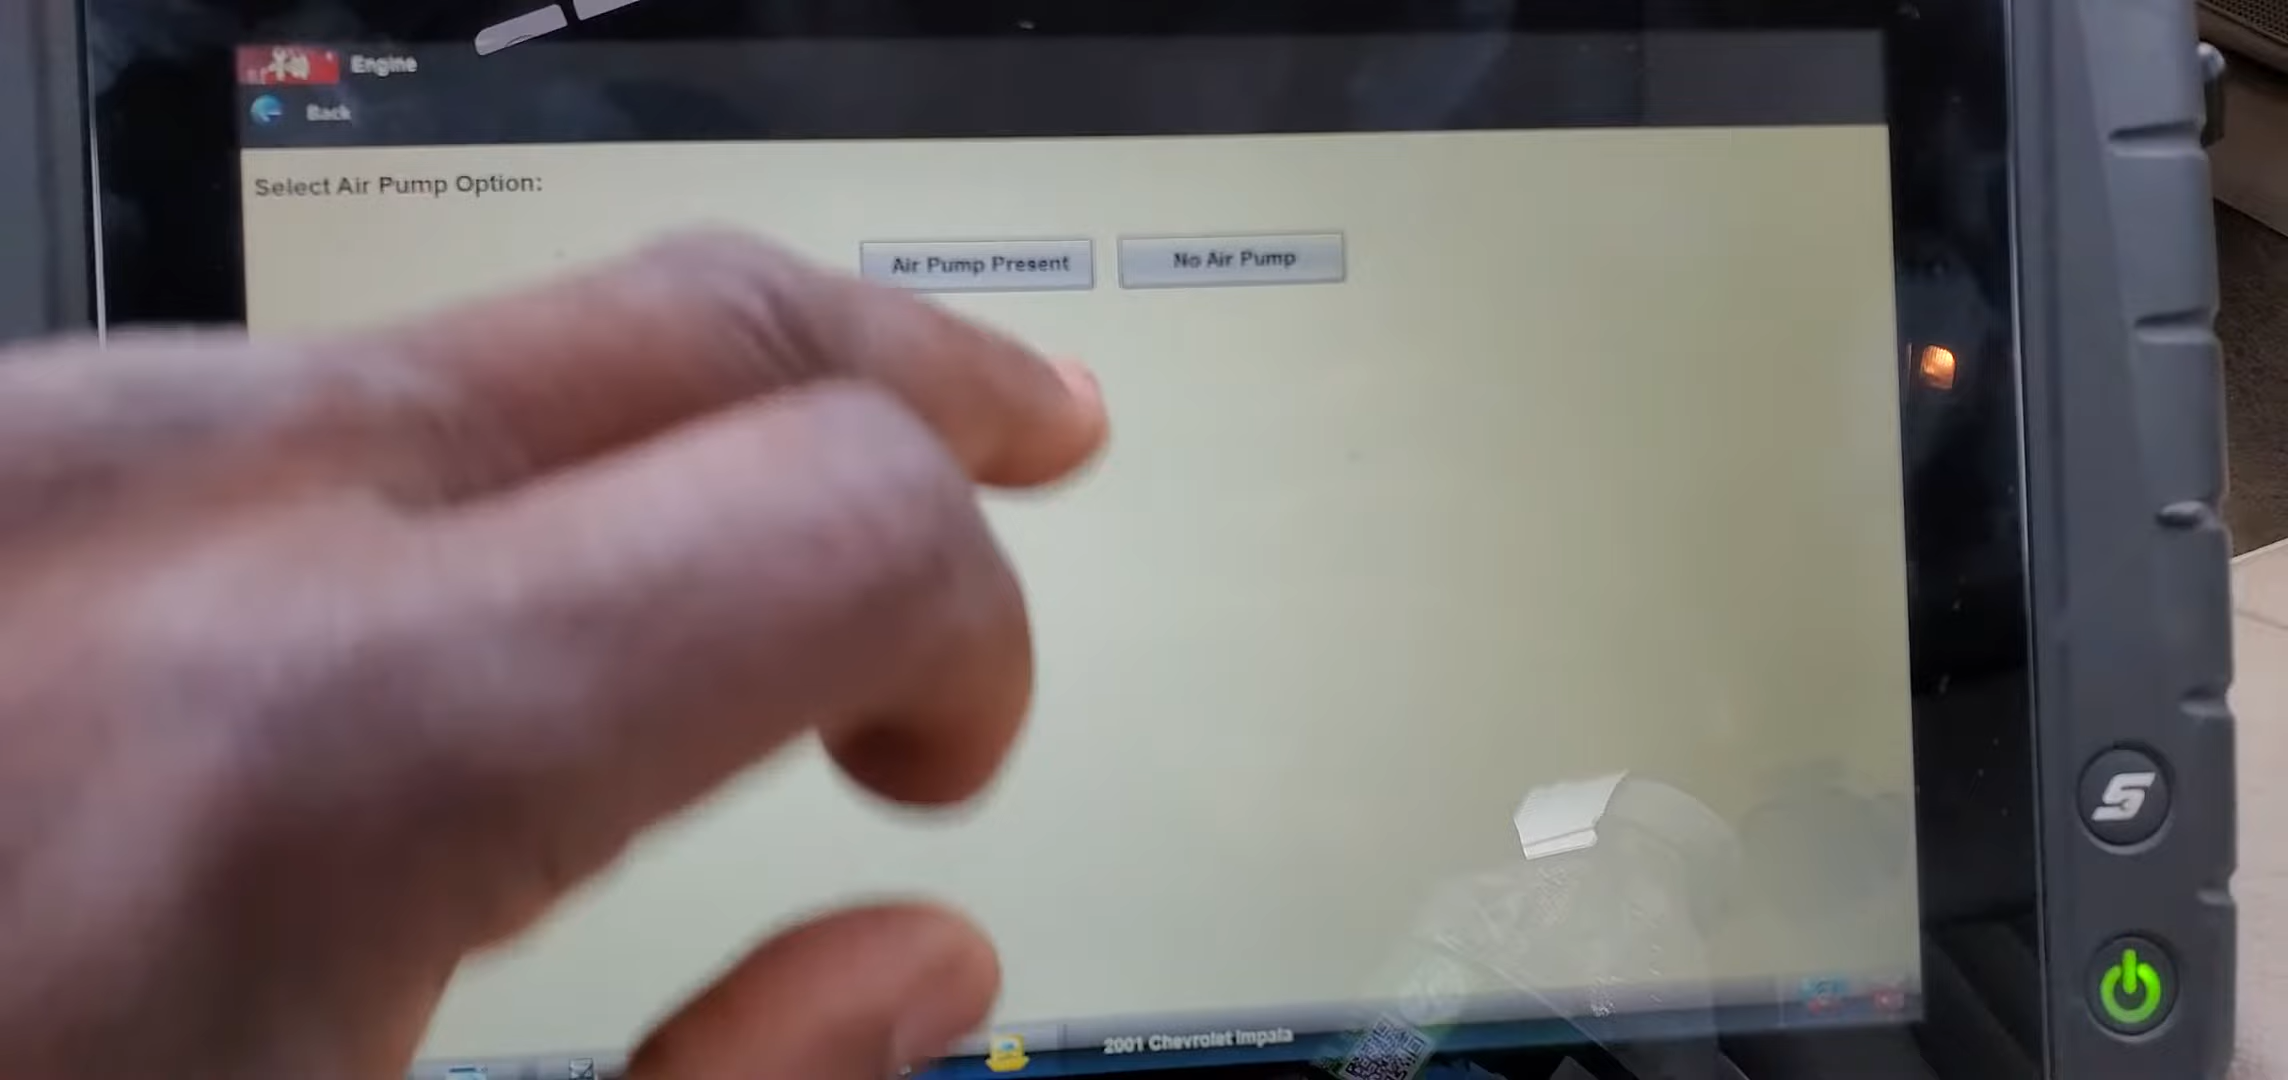 Engine
Back
Select Air Pump Option:
Air Pump Present
No Air Pump
2001 Chevrolet Impala